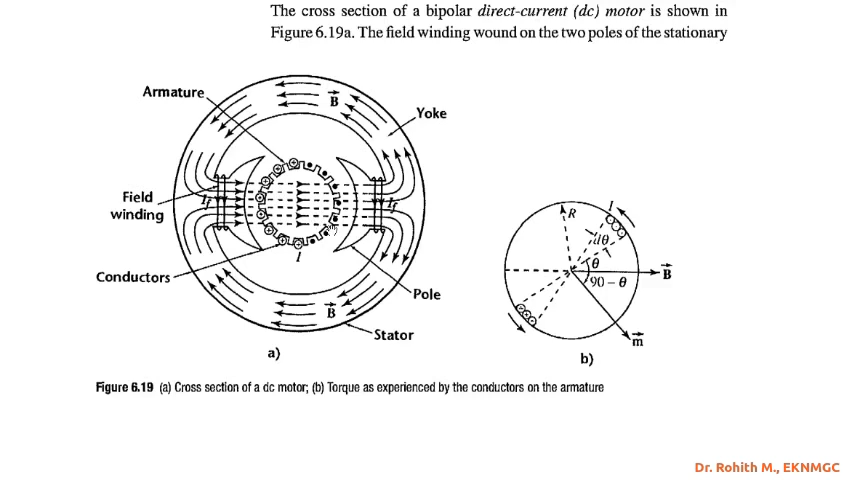 The cross section of a bipolar direct-current (dc) motor is shown in
Figure 6.19a. The field winding wound on the two poles of the stationary
Armature
B
Yoke
Field
winding
If
If
Conductors
I
Pole
B
Stator
a)
R
I
dθ
θ
B
90 – θ
m
b)
Figure 6.19 (a) Cross section of a dc motor; (b) Torque as experienced by the conductors on the armature
Dr. Rohith M., EKNMGC